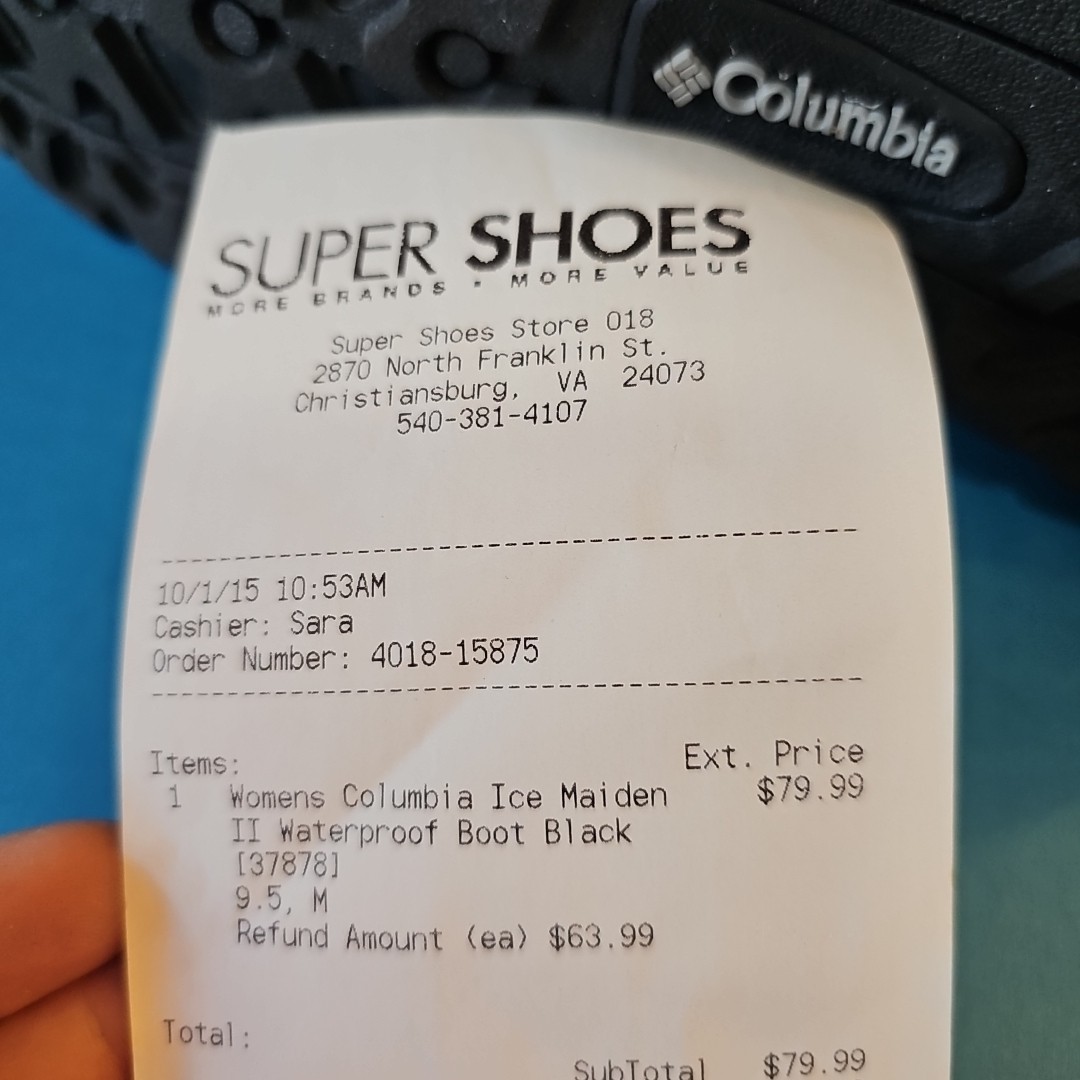 Columbia
SUPER SHOES
MORE BRANDS · MORE VALUE
Super Shoes Store 018
2870 North Franklin St.
Christiansburg, VA 24073
540-381-4107
10/1/15 10:53AM
Cashier: Sara
Order Number: 4018-15875
Items: Ext. Price
1 Womens Columbia Ice Maiden $79.99
II Waterproof Boot Black
[37878]
9.5, M
Refund Amount (ea) $63.99
Total:
SubTotal $79.99